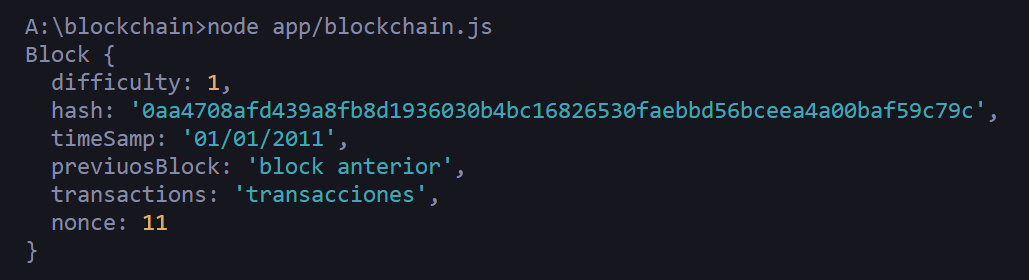 A:\blockchain>node app/blockchain.js
Block {
  difficulty: 1,
  hash: '0aa4708afd439a8fb8d1936030b4bc16826530faebbd56bceea4a00baf59c79c',
  timeSamp: '01/01/2011',
  previuosBlock: 'block anterior',
  transactions: 'transacciones',
  nonce: 11
}